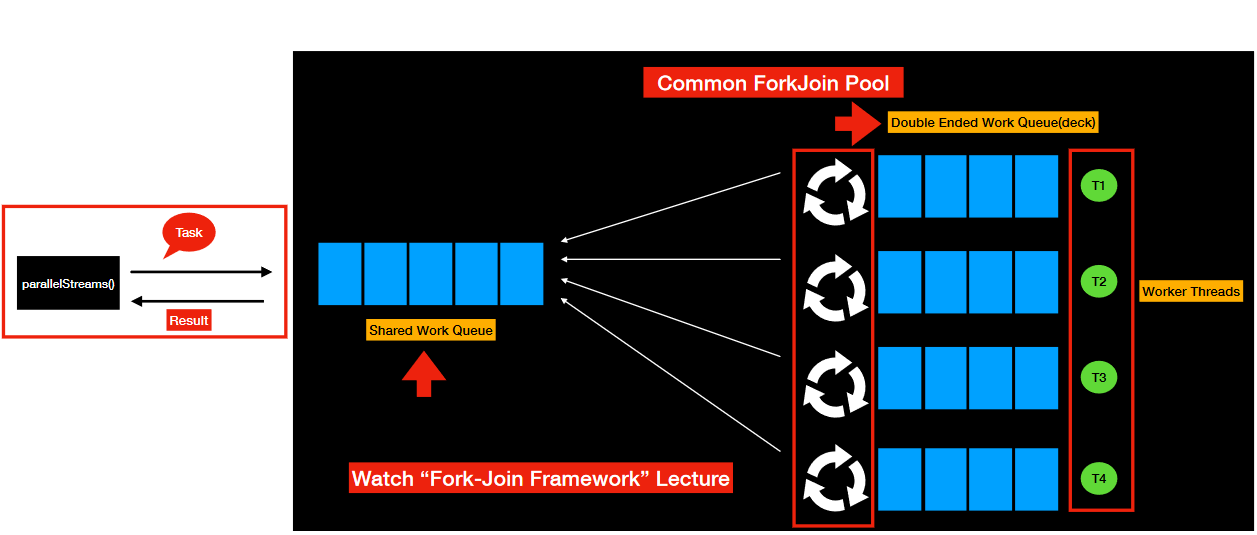 Common ForkJoin Pool
Double Ended Work Queue(deck)
T1
Task
parallelStreams()
Result
Shared Work Queue
T2
Worker Threads
T3
Watch “Fork-Join Framework” Lecture
T4